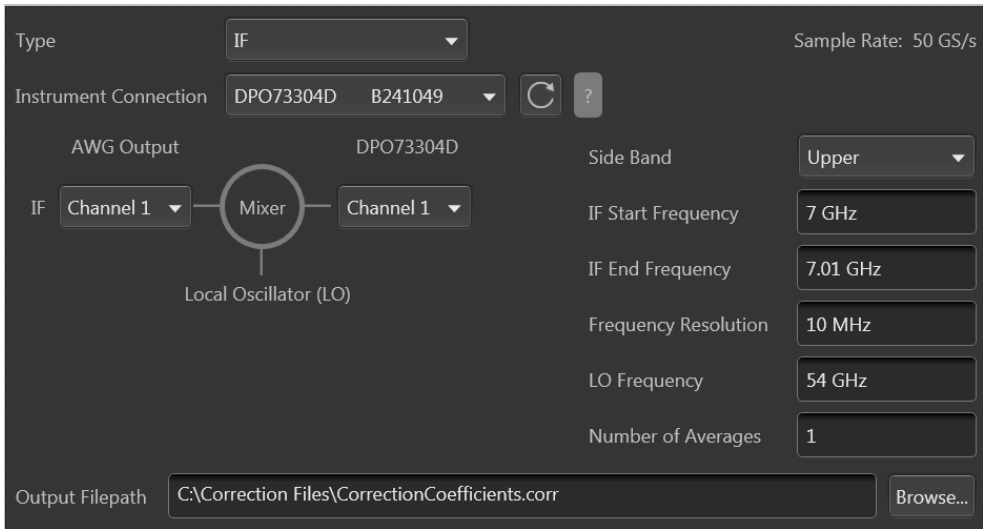 Type IF Sample Rate: 50 GS/s
Instrument Connection DPO73304D B241049 ?
AWG Output DPO73304D
Side Band Upper
IF Channel 1 Mixer Channel 1
IF Start Frequency 7 GHz
IF End Frequency 7.01 GHz
Local Oscillator (LO)
Frequency Resolution 10 MHz
LO Frequency 54 GHz
Number of Averages 1
Output Filepath C:\Correction Files\CorrectionCoefficients.corr Browse...